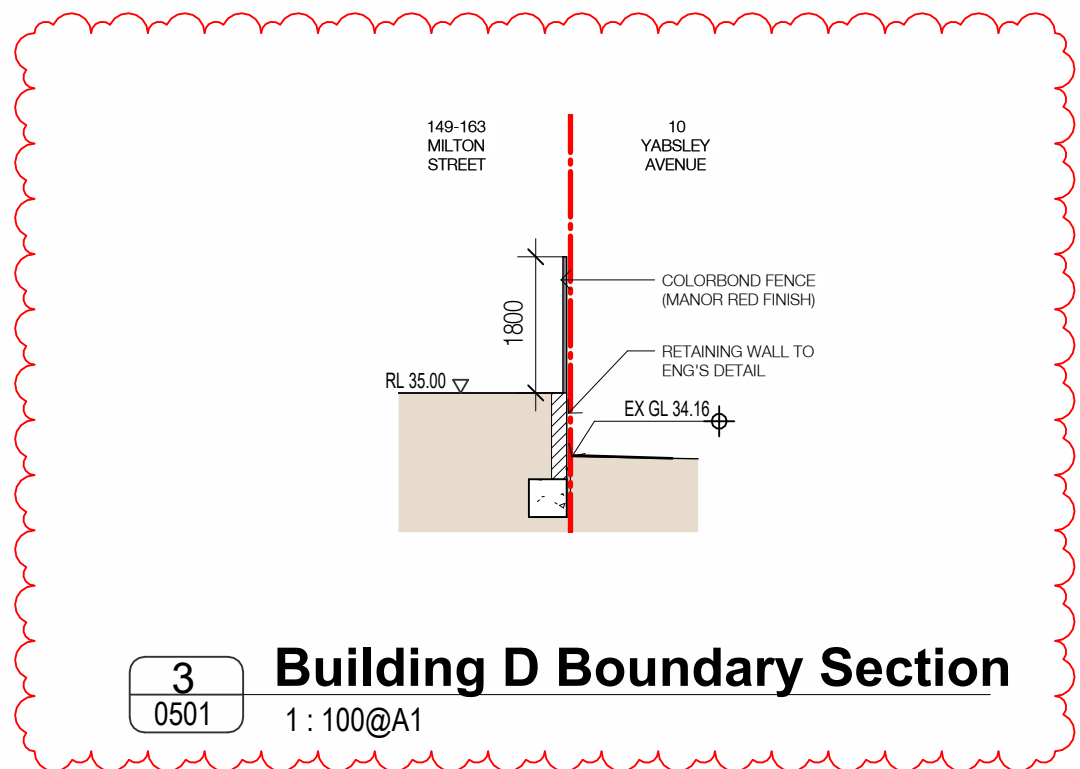 149-163
MILTON
STREET
10
YABSLEY
AVENUE
COLORBOND FENCE
(MANOR RED FINISH)
1800
RETAINING WALL TO
ENG'S DETAIL
RL 35.00
EX GL 34.16
3
0501
Building D Boundary Section
1 : 100@A1